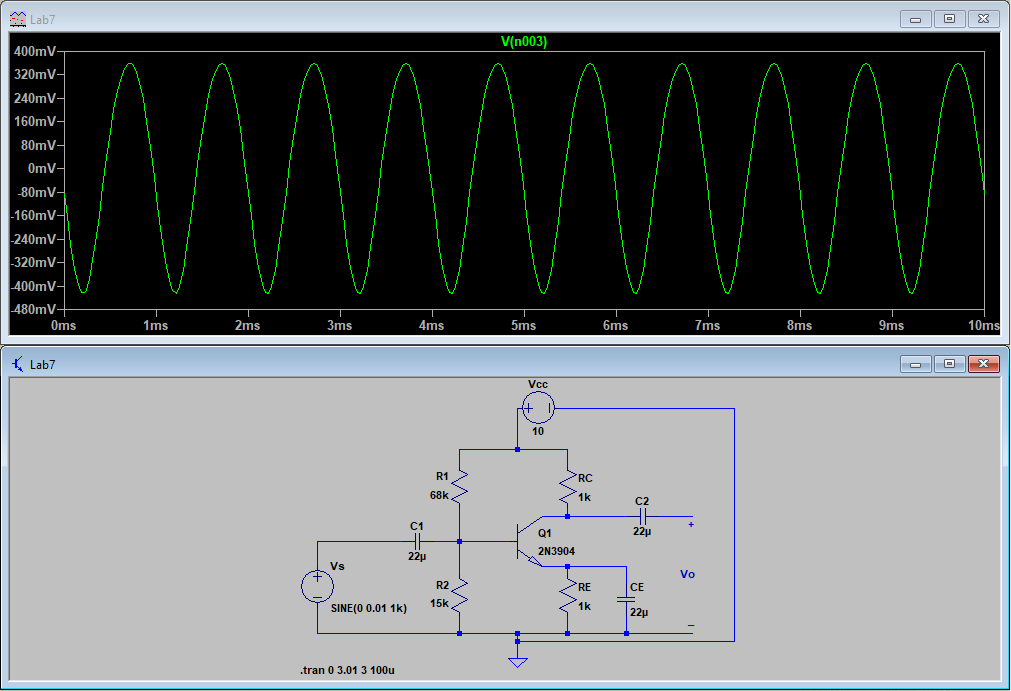 Lab7
V(n003)
400mV
320mV
240mV
160mV
80mV
0mV
-80mV
-160mV
-240mV
-320mV
-400mV
-480mV
0ms 1ms 2ms 3ms 4ms 5ms 6ms 7ms 8ms 9ms 10ms
Lab7
Vcc
10
R1
68k
RC
1k
C2
22µ
+
C1
22µ
Q1
2N3904
Vs
SINE(0 0.01 1k)
R2
15k
RE
1k
CE
22µ
Vo
−
.tran 0 3.01 3 100u